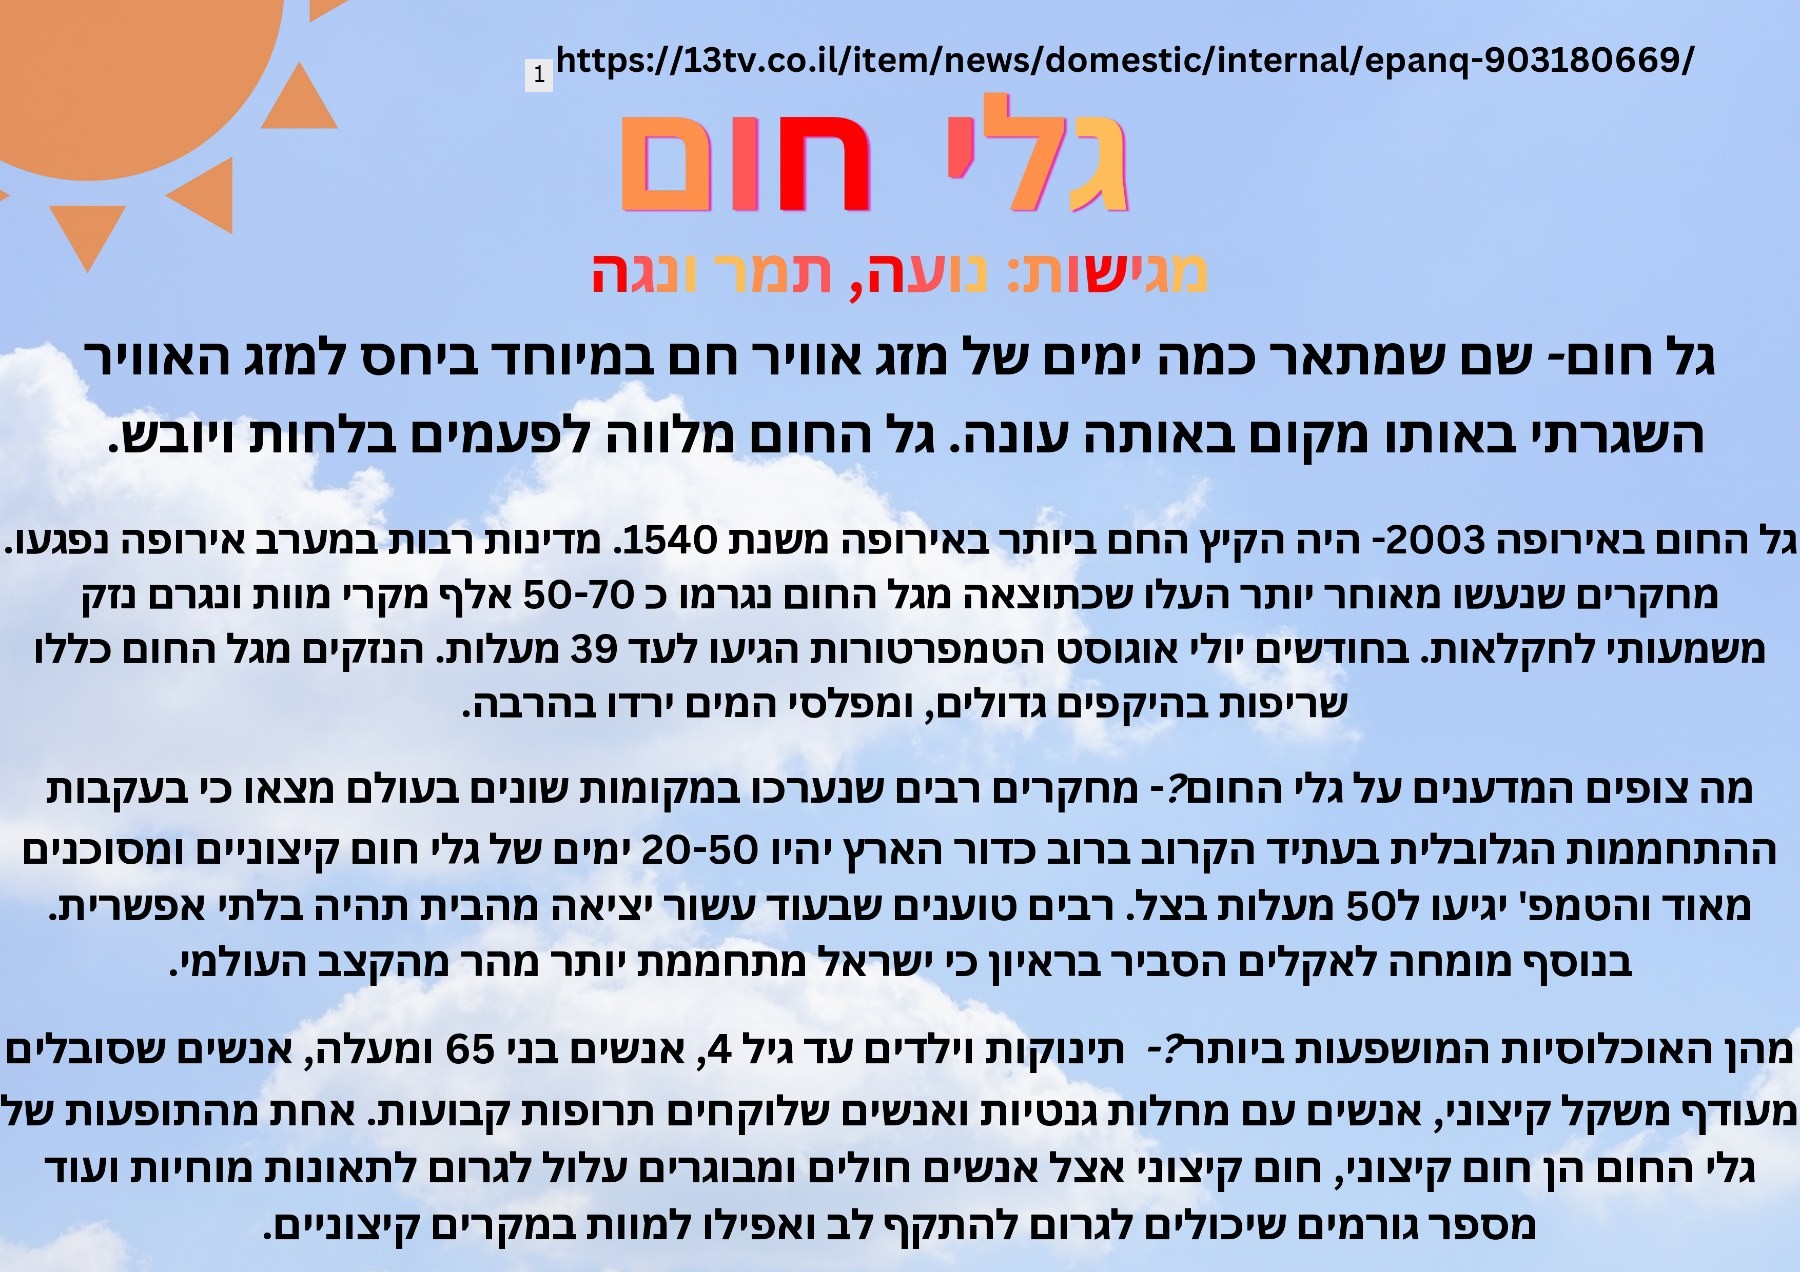 https://13tv.co.il/item/news/domestic/internal/epanq-903180669/
1
גלי חום
מגישות: נועה, תמר ונגה
גל חום- שם שמתאר כמה ימים של מזג אוויר חם במיוחד ביחס למזג האוויר
השגרתי באותו מקום באותה עונה. גל החום מלווה לפעמים בלחות ויובש.
גל החום באירופה 2003- היה הקיץ החם ביותר באירופה משנת 1540. מדינות רבות במערב אירופה נפגעו.
מחקרים שנעשו מאוחר יותר העלו שכתוצאה מגל החום נגרמו כ 50-70 אלף מקרי מוות ונגרם נזק
משמעותי לחקלאות. בחודשים יולי אוגוסט הטמפרטורות הגיעו לעד 39 מעלות. הנזקים מגל החום כללו
שריפות בהיקפים גדולים, ומפלסי המים ירדו בהרבה.
מה צופים המדענים על גלי החום?- מחקרים רבים שנערכו במקומות שונים בעולם מצאו כי בעקבות
ההתחממות הגלובלית בעתיד הקרוב ברוב כדור הארץ יהיו 20-50 ימים של גלי חום קיצוניים ומסוכנים
מאוד והטמפ' יגיעו ל50 מעלות בצל. רבים טוענים שבעוד עשור יציאה מהבית תהיה בלתי אפשרית.
בנוסף מומחה לאקלים הסביר בראיון כי ישראל מתחממת יותר מהר מהקצב העולמי.
מהן האוכלוסיות המושפעות ביותר?- תינוקות וילדים עד גיל 4, אנשים בני 65 ומעלה, אנשים שסובלים
מעודף משקל קיצוני, אנשים עם מחלות גנטיות ואנשים שלוקחים תרופות קבועות. אחת מהתופעות של
גלי החום הן חום קיצוני, חום קיצוני אצל אנשים חולים ומבוגרים עלול לגרום לתאונות מוחיות ועוד
מספר גורמים שיכולים לגרום להתקף לב ואפילו למוות במקרים קיצוניים.